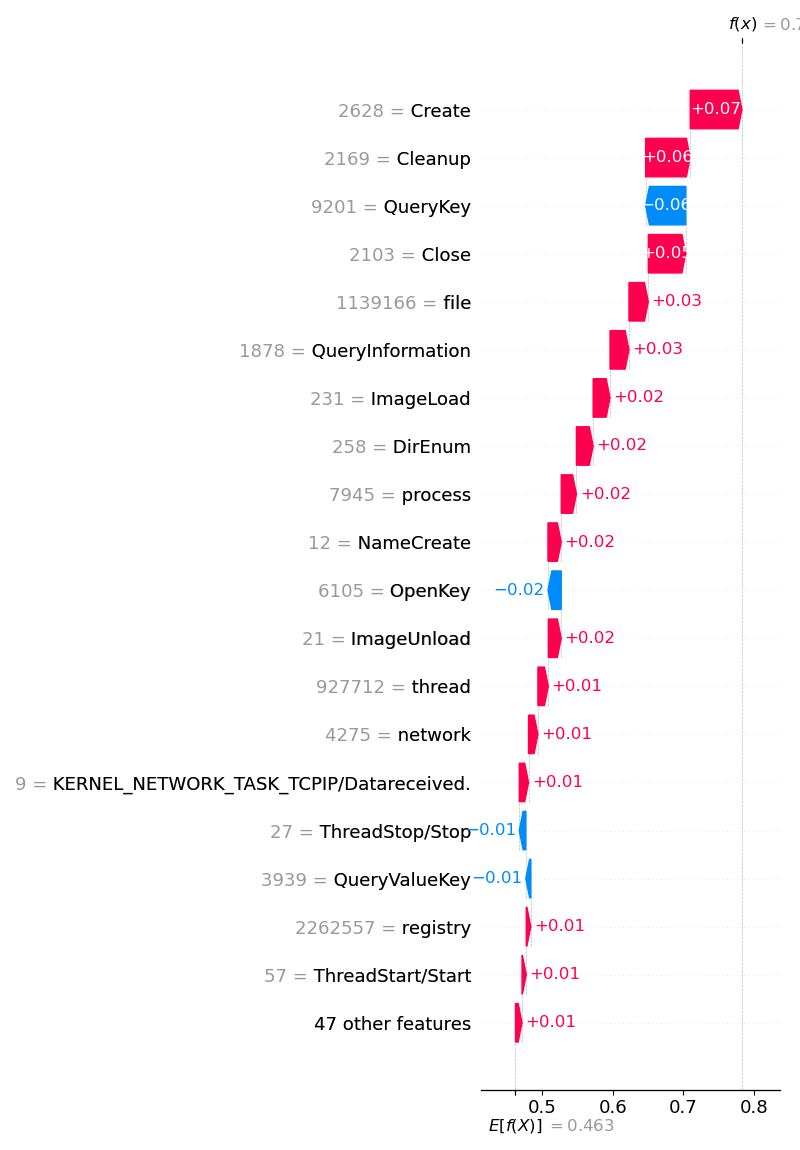 f(x) = 0.7
2628 = Create +0.07
2169 = Cleanup +0.06
9201 = QueryKey −0.06
2103 = Close +0.05
1139166 = file +0.03
1878 = QueryInformation +0.03
231 = ImageLoad +0.02
258 = DirEnum +0.02
7945 = process +0.02
12 = NameCreate +0.02
6105 = OpenKey −0.02
21 = ImageUnload +0.02
927712 = thread +0.01
4275 = network +0.01
9 = KERNEL_NETWORK_TASK_TCPIP/Datareceived. +0.01
27 = ThreadStop/Stop −0.01
3939 = QueryValueKey −0.01
2262557 = registry +0.01
57 = ThreadStart/Start +0.01
47 other features +0.01
0.5 0.6 0.7 0.8
E[f(X)] = 0.463